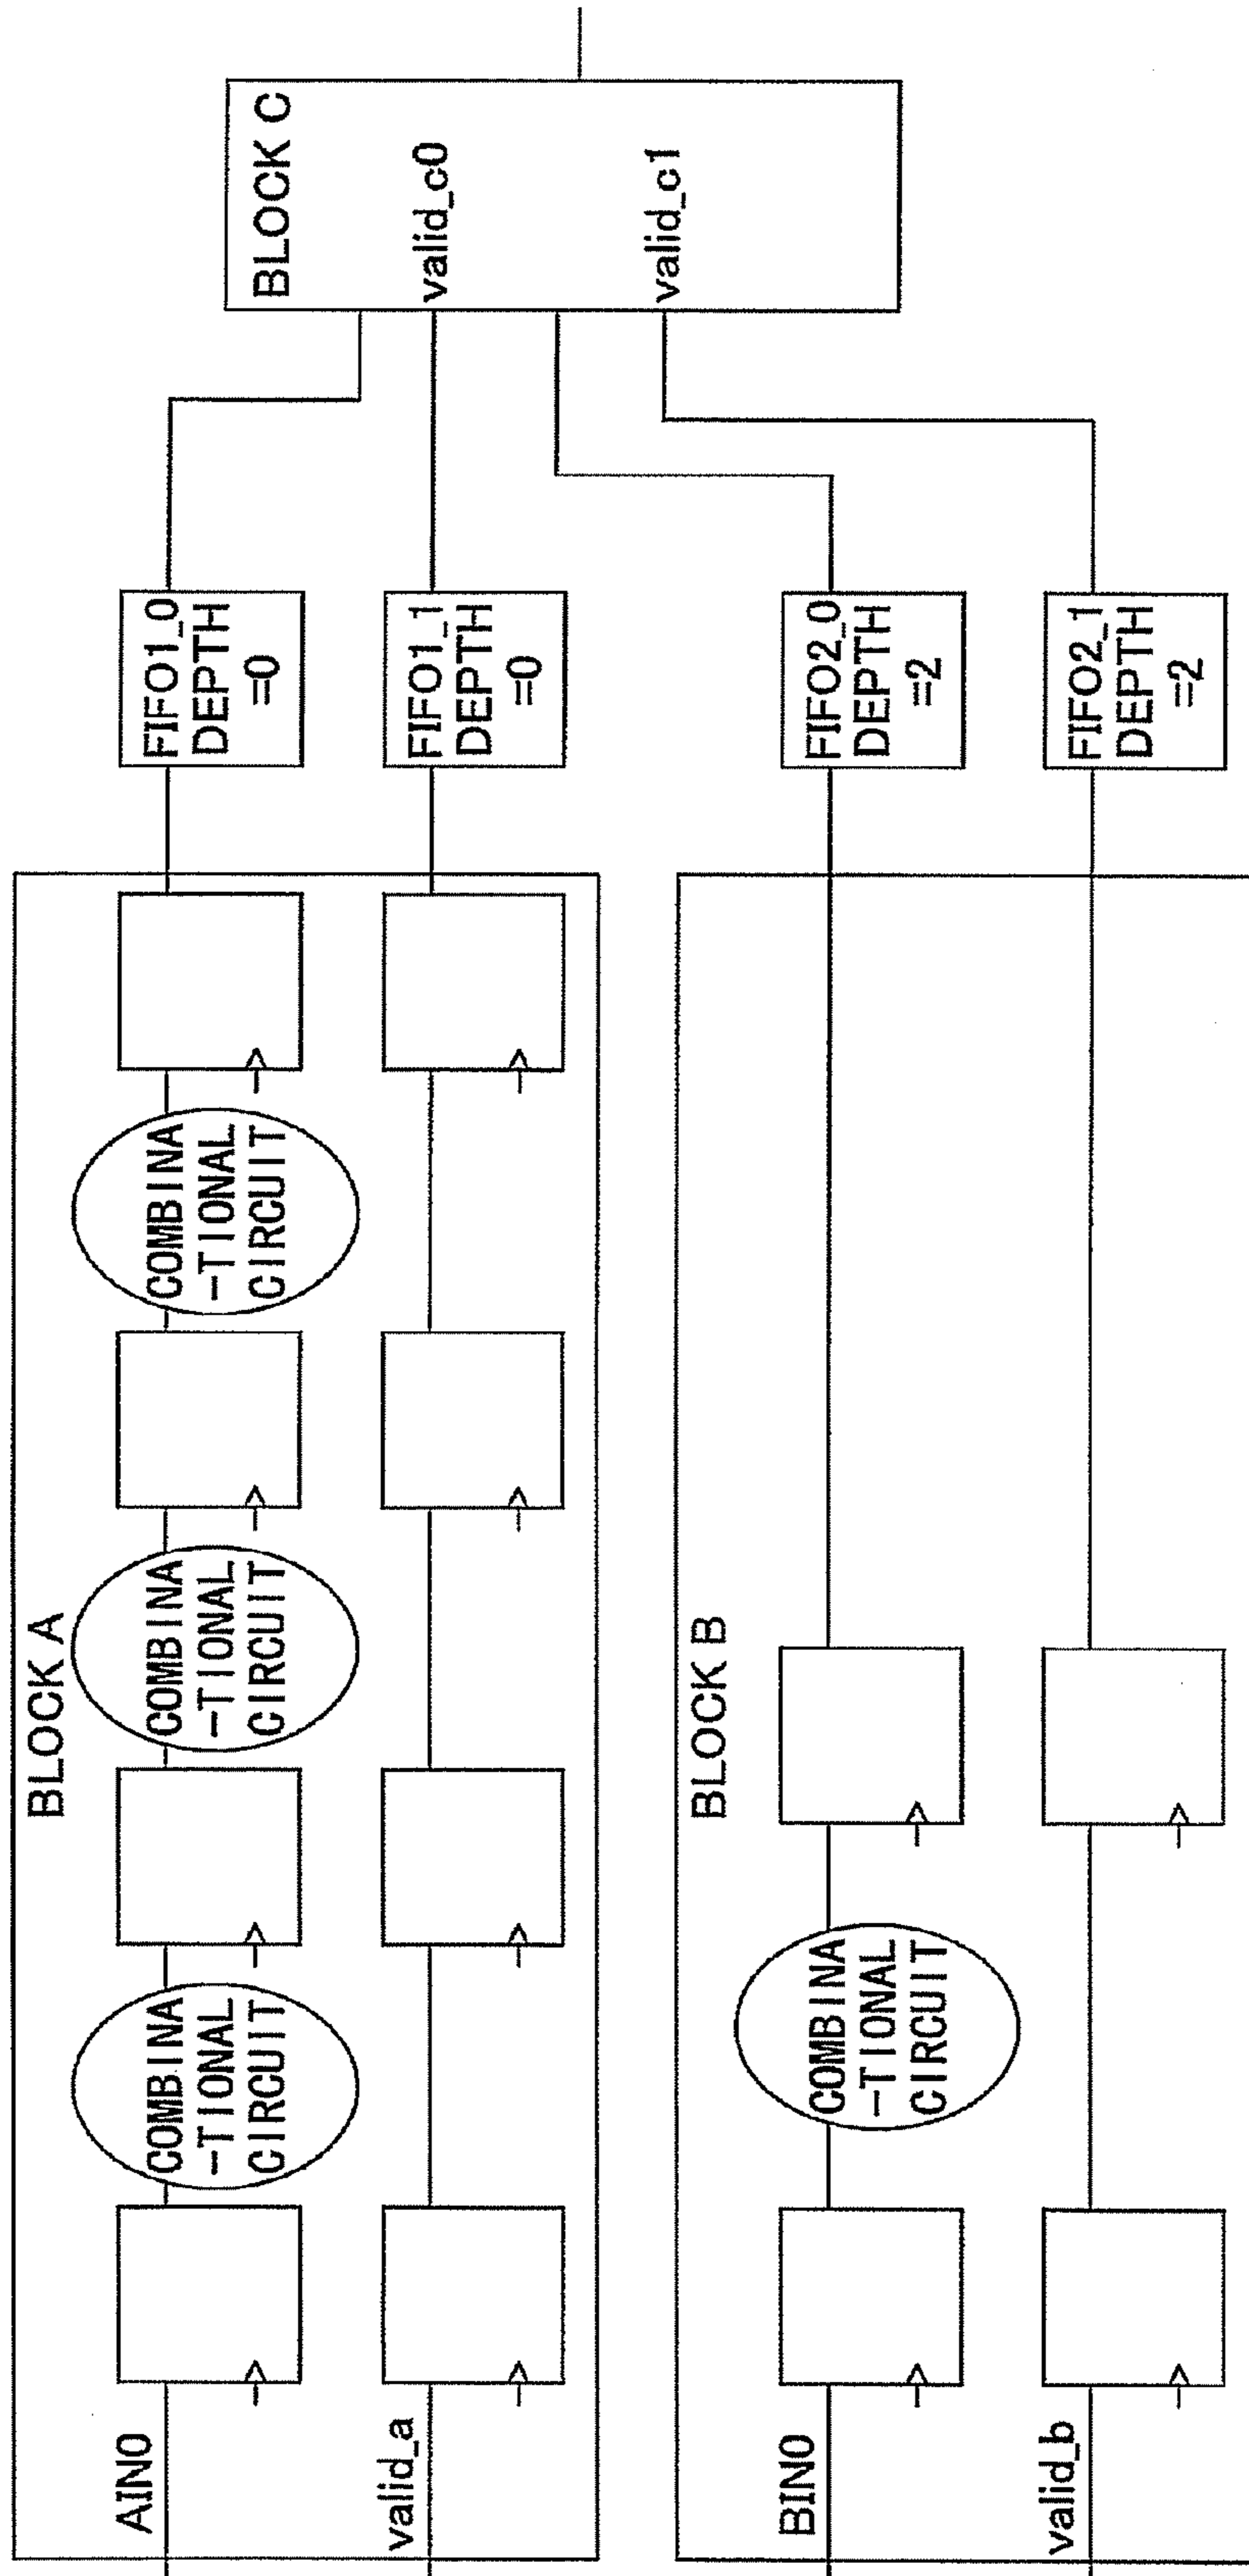 BLOCK A
AIN0
COMBINA
-TIONAL
CIRCUIT
COMBINA
-TIONAL
CIRCUIT
COMBINA
-TIONAL
CIRCUIT
valid_a
FIFO1_0
DEPTH
=0
FIFO1_1
DEPTH
=0
BLOCK B
BIN0
COMBINA
-TIONAL
CIRCUIT
valid_b
FIFO2_0
DEPTH
=2
FIFO2_1
DEPTH
=2
BLOCK C
valid_c0
valid_c1